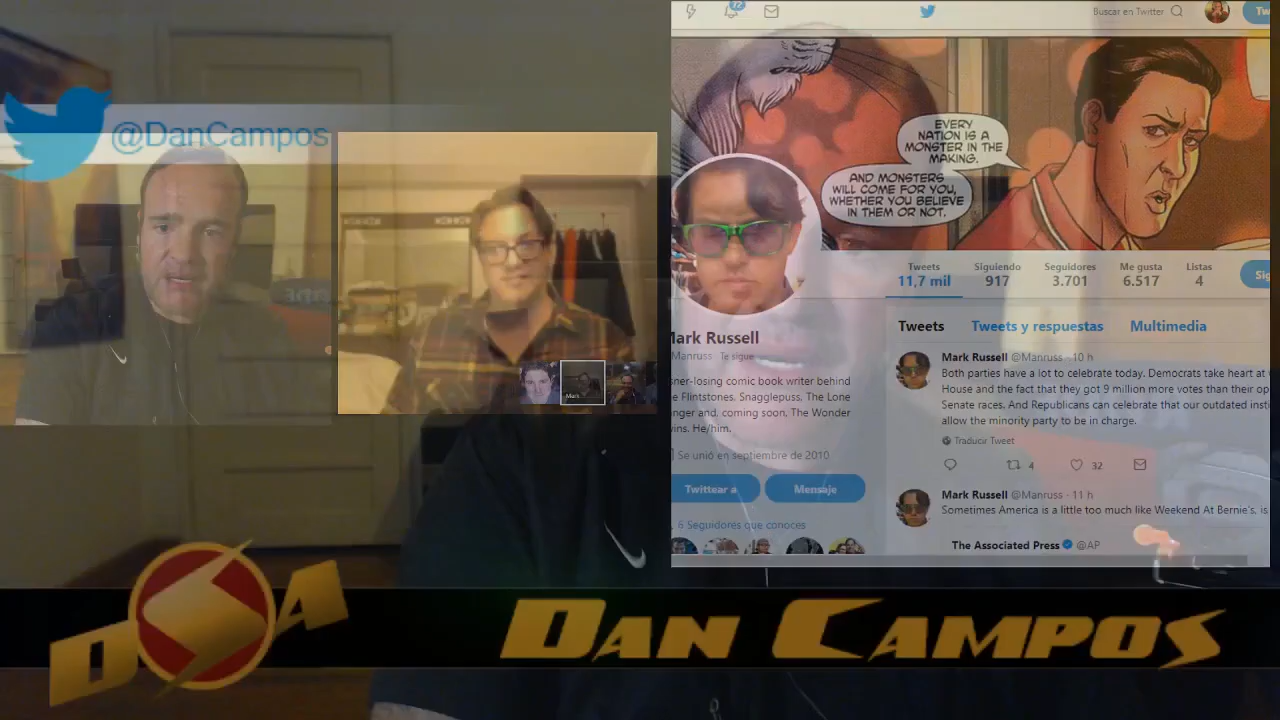 Buscar en Twitter
@DanCampos
EVERY
NATION IS A
MONSTER IN THE
MAKING.
AND MONSTERS
WILL COME FOR YOU,
WHETHER YOU BELIEVE
IN THEM OR NOT.
Tweets Siguiendo Seguidores Me gusta Listas
11,7 mil 917 3.701 6.517 4
Tweets Tweets y respuestas Multimedia
Mark Russell
Manruss Te sigue
sner-losing comic book writer behind
e Flintstones, Snagglepuss, The Lone
nger and, coming soon, The Wonder
wins. He/him.
Se unió en septiembre de 2010
Twittear a Mensaje
6 Seguidores que conoces
Mark Russell @Manruss · 10 h
Both parties have a lot to celebrate today. Democrats take heart at
House and the fact that they got 9 million more votes than their op
Senate races. And Republicans can celebrate that our outdated insti
allow the minority party to be in charge.
Traducir Tweet
4 32
Mark Russell @Manruss · 11 h
Sometimes America is a little too much like Weekend At Bernie's, is
The Associated Press @AP
DSA
DAN CAMPOS